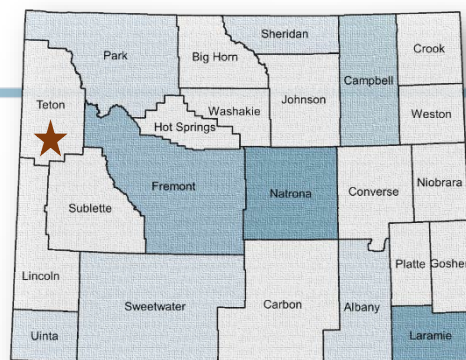 Sheridan
Park
Big Horn
Crook
Campbell
Teton
Johnson
Washakie
Weston
Hot Springs
Fremont
Natrona
Converse
Niobrara
Sublette
Lincoln
Platte
Goshen
Sweetwater
Carbon
Albany
Uinta
Laramie